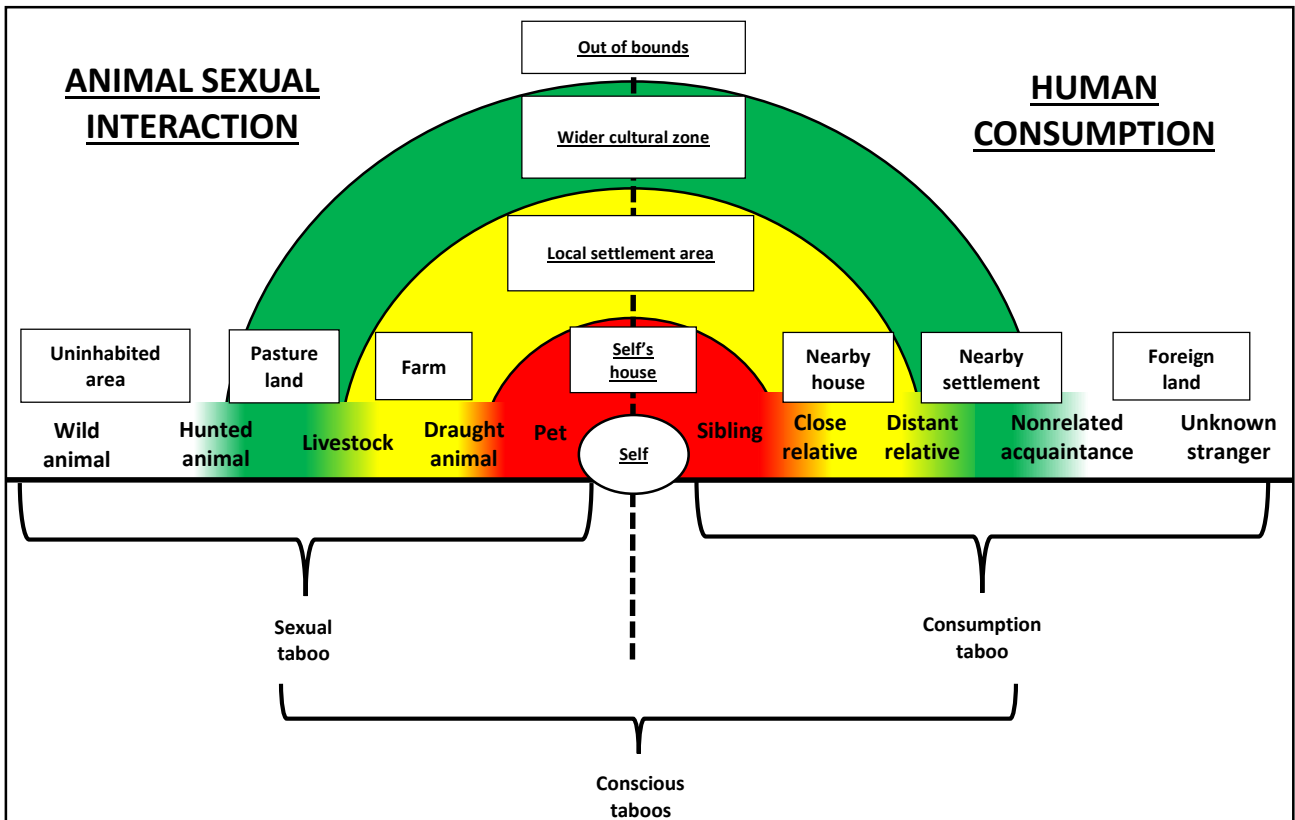 Out of bounds
ANIMAL SEXUAL
INTERACTION
HUMAN
CONSUMPTION
Wider cultural zone
Local settlement area
Uninhabited
area
Pasture
land
Farm
Self's
house
Nearby
house
Nearby
settlement
Foreign
land
Wild
animal
Hunted
animal
Livestock
Draught
animal
Pet
Self
Sibling
Close
relative
Distant
relative
Nonrelated
acquaintance
Unknown
stranger
Sexual
taboo
Consumption
taboo
Conscious
taboos